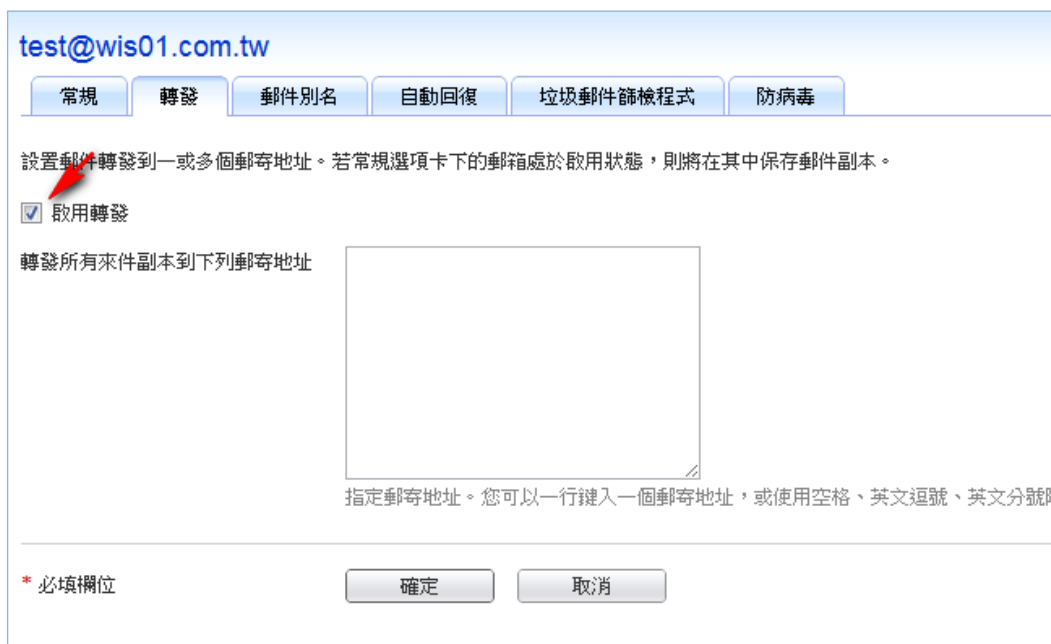 test@wis01.com.tw
常規 轉發 郵件別名 自動回復 垃圾郵件篩檢程式 防病毒
設置郵件轉發到一或多個郵寄地址。若常規選項卡下的郵箱處於啟用狀態，則將在其中保存郵件副本。
啟用轉發
轉發所有來件副本到下列郵寄地址
指定郵寄地址。您可以一行鍵入一個郵寄地址，或使用空格、英文逗號、英文分號
* 必填欄位 確定 取消